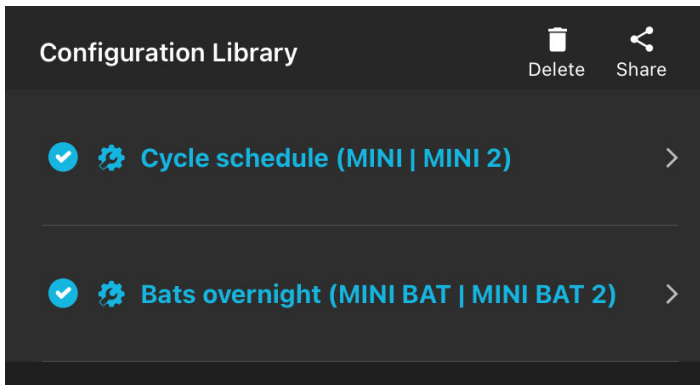 Configuration Library
Delete Share
Cycle schedule (MINI | MINI 2)
Bats overnight (MINI BAT | MINI BAT 2)